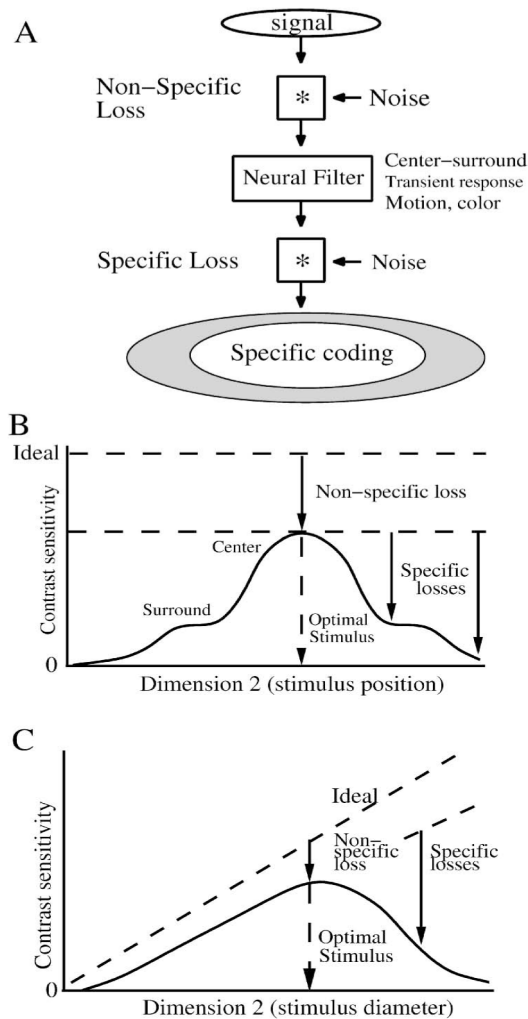 A
signal
Non-Specific
Loss
*
Noise
Neural Filter
Center-surround
Transient response
Motion, color
Specific Loss
*
Noise
Specific coding
B
Ideal
Contrast sensitivity
Non-specific loss
Center
Surround
Specific
losses
Optimal
Stimulus
0
Dimension 2 (stimulus position)
C
Contrast sensitivity
Ideal
Non-
specific
loss
Specific
losses
Optimal
Stimulus
0
Dimension 2 (stimulus diameter)